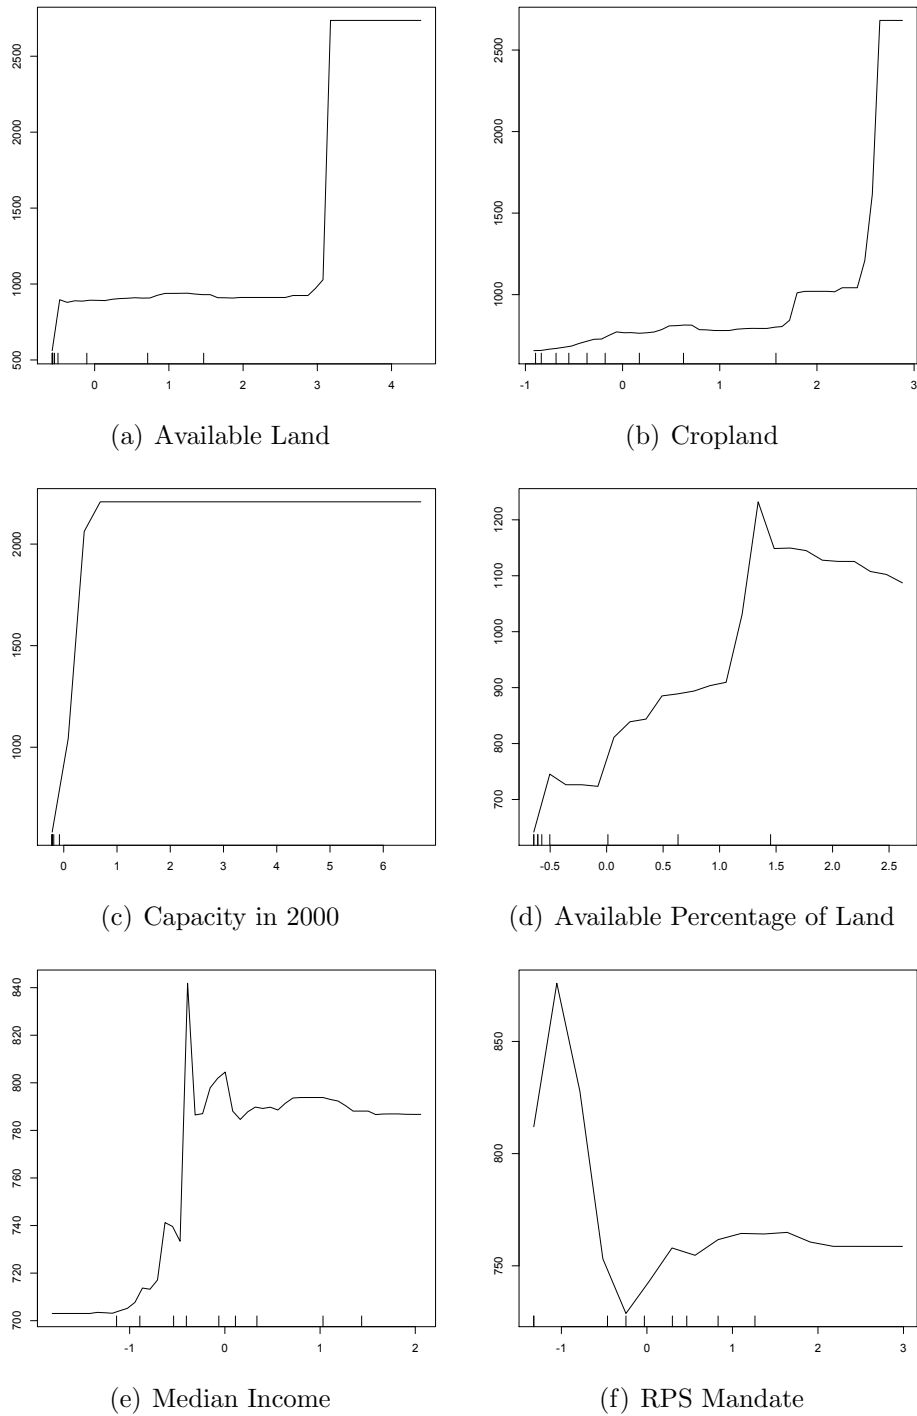 500 1000 1500 2000 2500
0 1 2 3 4
(a) Available Land
1000 1500 2000 2500
-1 0 1 2 3
(b) Cropland
1000 1500 2000
0 1 2 3 4 5 6
(c) Capacity in 2000
700 800 900 1000 1100 1200
-0.5 0.0 0.5 1.0 1.5 2.0 2.5
(d) Available Percentage of Land
700 720 740 760 780 800 820 840
-1 0 1 2
(e) Median Income
750 800 850
-1 0 1 2 3
(f) RPS Mandate